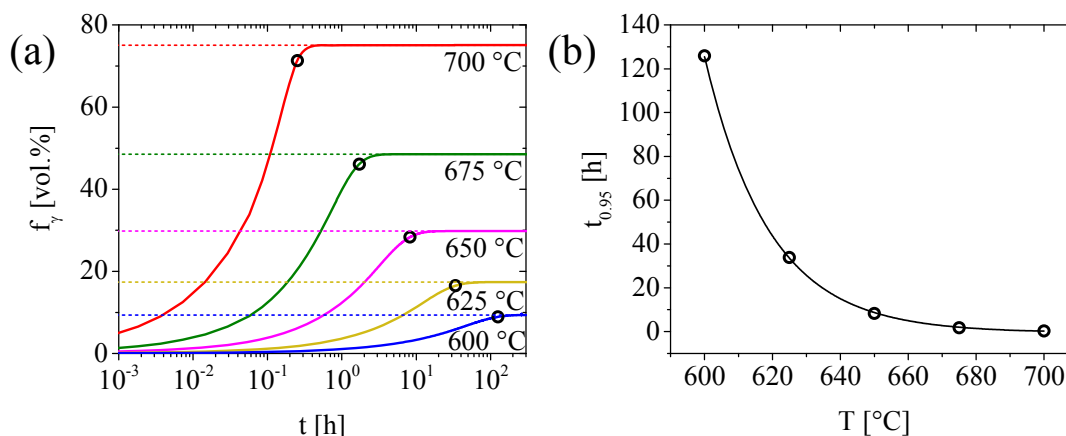 (a)
80
60
40
20
0
f_γ [vol.%]
700 °C
675 °C
650 °C
625 °C
600 °C
10^-3 10^-2 10^-1 10^0 10^1 10^2
t [h]
(b)
140
120
100
80
60
40
20
0
t_0.95 [h]
600 620 640 660 680 700
T [°C]